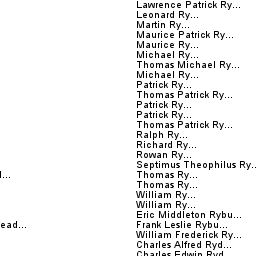 Lawrence Patrick Ry...
Leonard Ry...
Martin Ry...
Maurice Patrick Ry...
Maurice Ry...
Michael Ry...
Thomas Michael Ry...
Michael Ry...
Patrick Ry...
Thomas Patrick Ry...
Patrick Ry...
Patrick Ry...
Thomas Patrick Ry...
Ralph Ry...
Richard Ry...
Rowan Ry...
Septimus Theophilus Ry..
... Thomas Ry...
Thomas Ry...
William Ry...
William Ry...
Eric Middleton Rybu...
ead... Frank Leslie Rybu...
William Frederick Ry...
Charles Alfred Ryd...
Charles Edwin Ryd